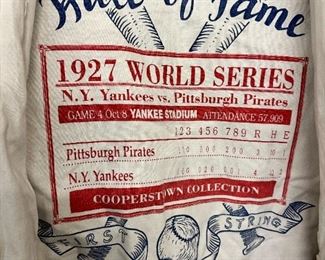 Hall of Fame
1927 WORLD SERIES
N.Y. Yankees vs. Pittsburgh Pirates
GAME 4 Oct 8 YANKEE STADIUM ATTENDANCE 57,909
123 456 789 R H E
Pittsburgh Pirates
N.Y. Yankees
COOPERSTOWN COLLECTION
FIRST STRING